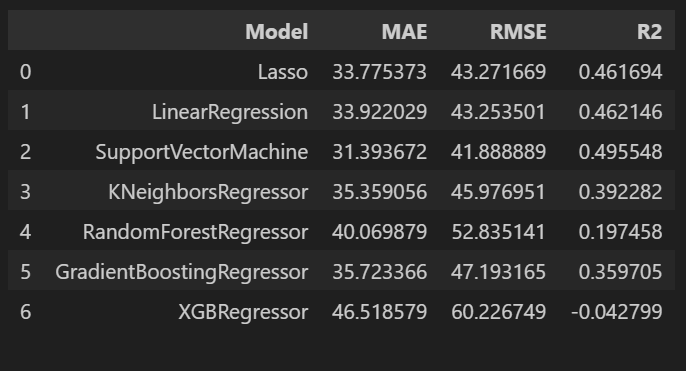 Model MAE RMSE R2
0 Lasso 33.775373 43.271669 0.461694
1 LinearRegression 33.922029 43.253501 0.462146
2 SupportVectorMachine 31.393672 41.888889 0.495548
3 KNeighborsRegressor 35.359056 45.976951 0.392282
4 RandomForestRegressor 40.069879 52.835141 0.197458
5 GradientBoostingRegressor 35.723366 47.193165 0.359705
6 XGBRegressor 46.518579 60.226749 -0.042799